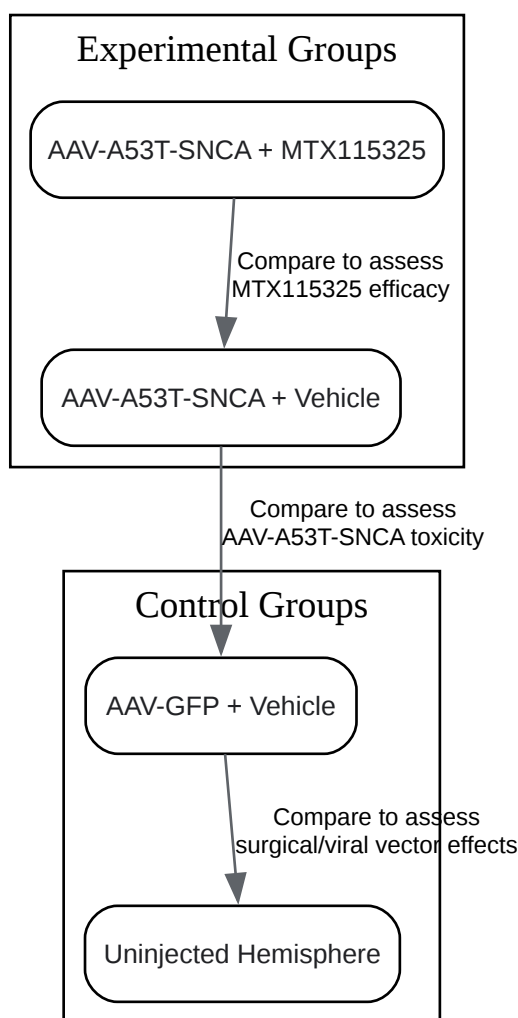 Experimental Groups
AAV-A53T-SNCA + MTX115325
Compare to assess
MTX115325 efficacy
AAV-A53T-SNCA + Vehicle
Compare to assess
AAV-A53T-SNCA toxicity
Control Groups
AAV-GFP + Vehicle
Compare to assess
surgical/viral vector effects
Uninjected Hemisphere